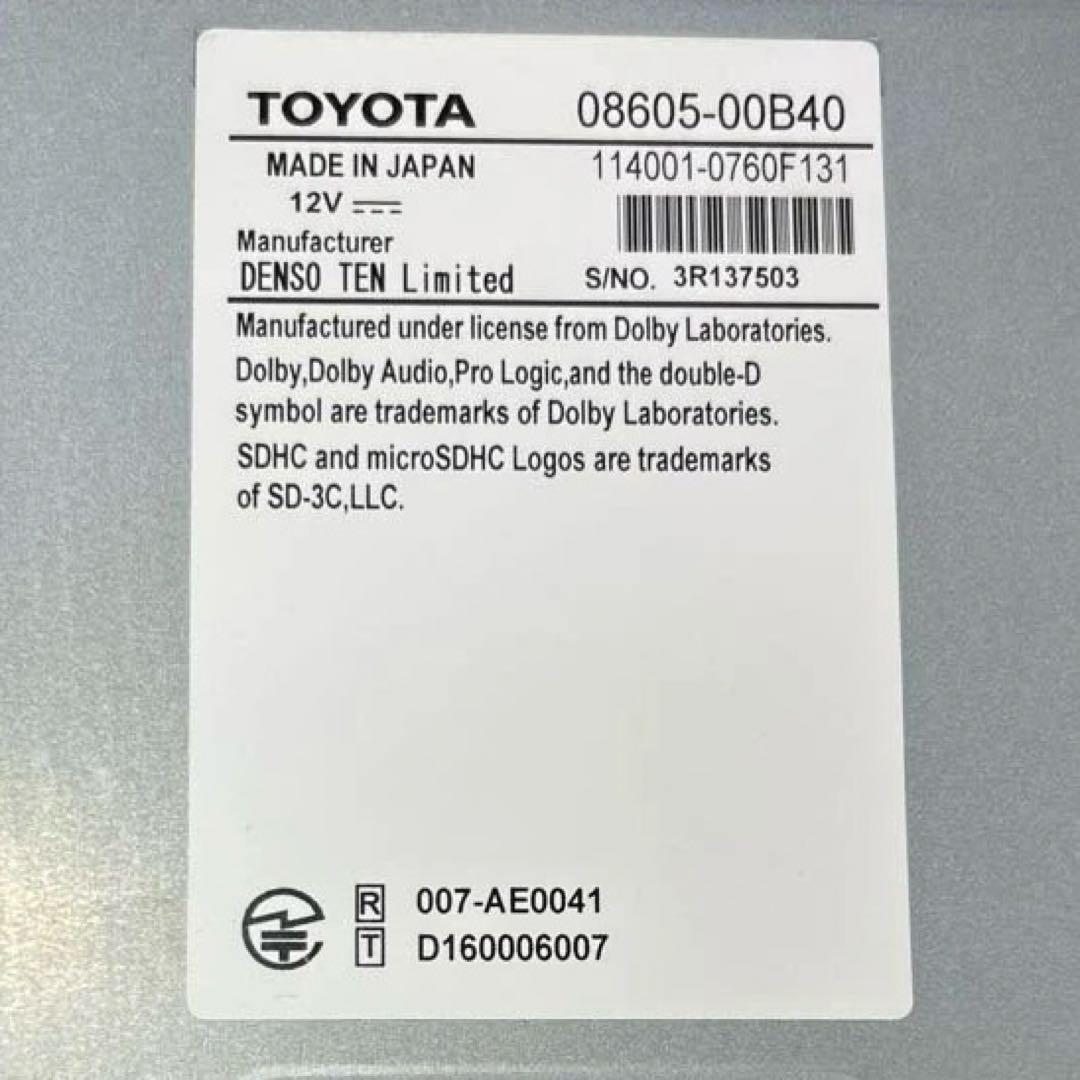 TOYOTA 08605-00B40
MADE IN JAPAN 114001-0760F131
12V
Manufacturer
DENSO TEN Limited S/NO. 3R137503
Manufactured under license from Dolby Laboratories.
Dolby,Dolby Audio,Pro Logic,and the double-D
symbol are trademarks of Dolby Laboratories.
SDHC and microSDHC Logos are trademarks
of SD-3C,LLC.
R 007-AE0041
T D160006007